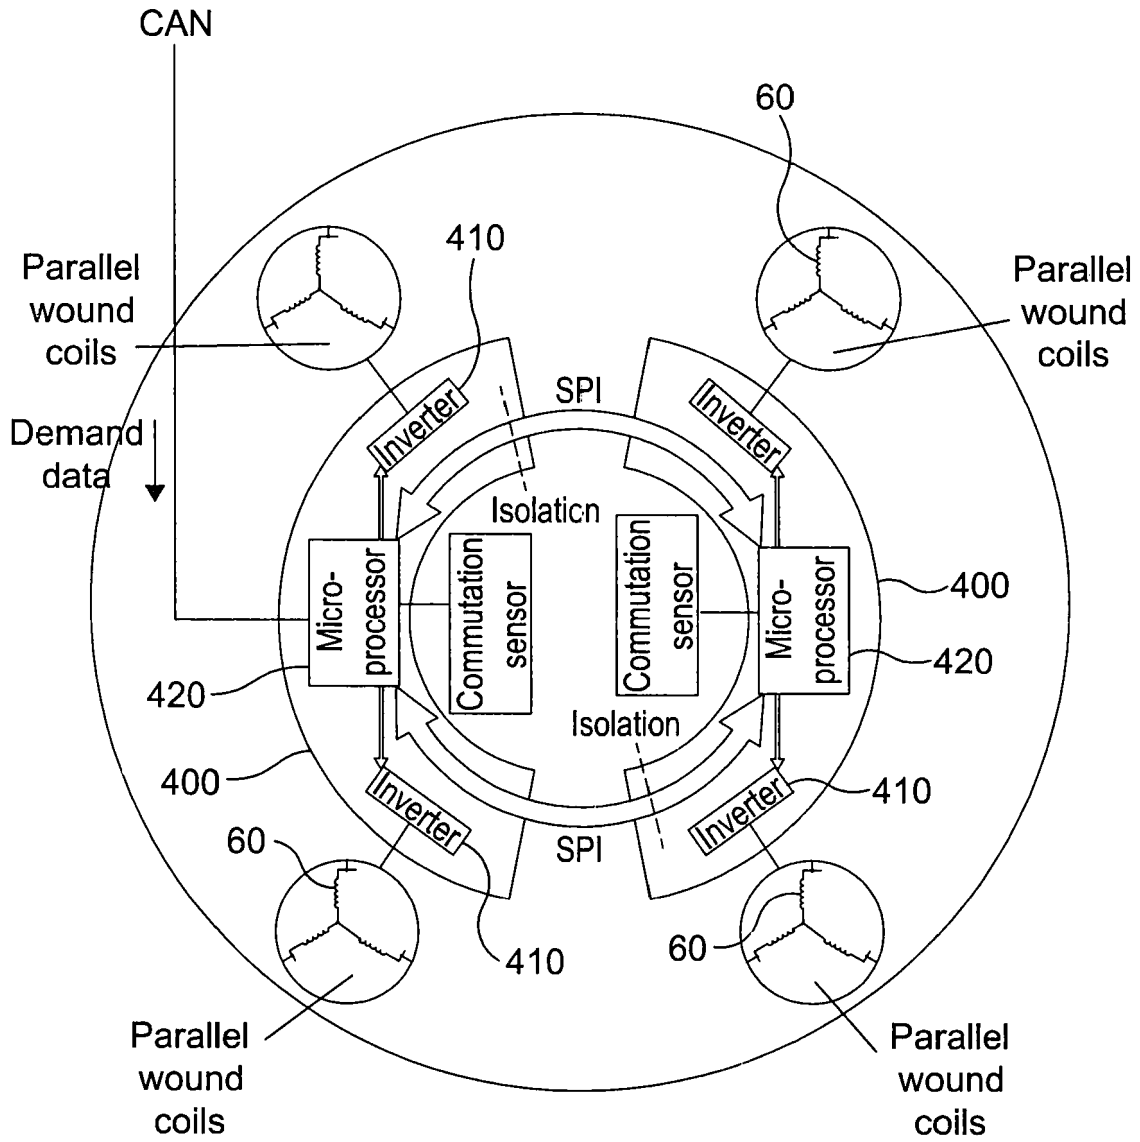 CAN
60
410
Parallel
wound
coils
Parallel
wound
coils
SPI
Inverter
Inverter
Demand
data
Isolation
Micro-
processor
Commutation
sensor
Commutation
sensor
Micro-
processor
400
420
420
400
Isolation
Inverter
Inverter
410
SPI
60
60
410
Parallel
wound
coils
Parallel
wound
coils